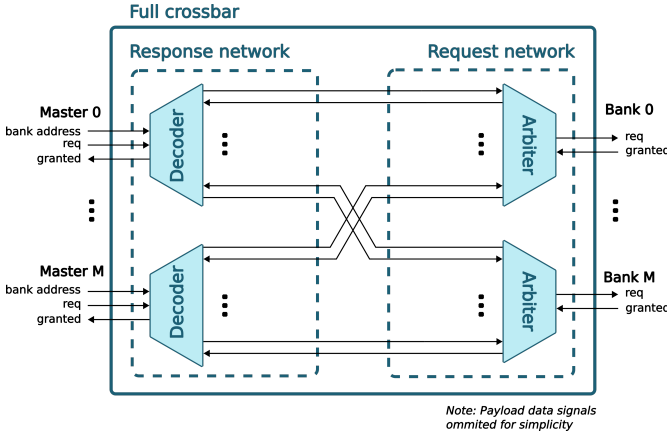 Full crossbar
Response network
Request network
Master 0
bank address
req
granted
Decoder
Arbiter
Bank 0
req
granted
Master M
bank address
req
granted
Decoder
Arbiter
Bank M
req
granted
Note: Payload data signals
ommited for simplicity